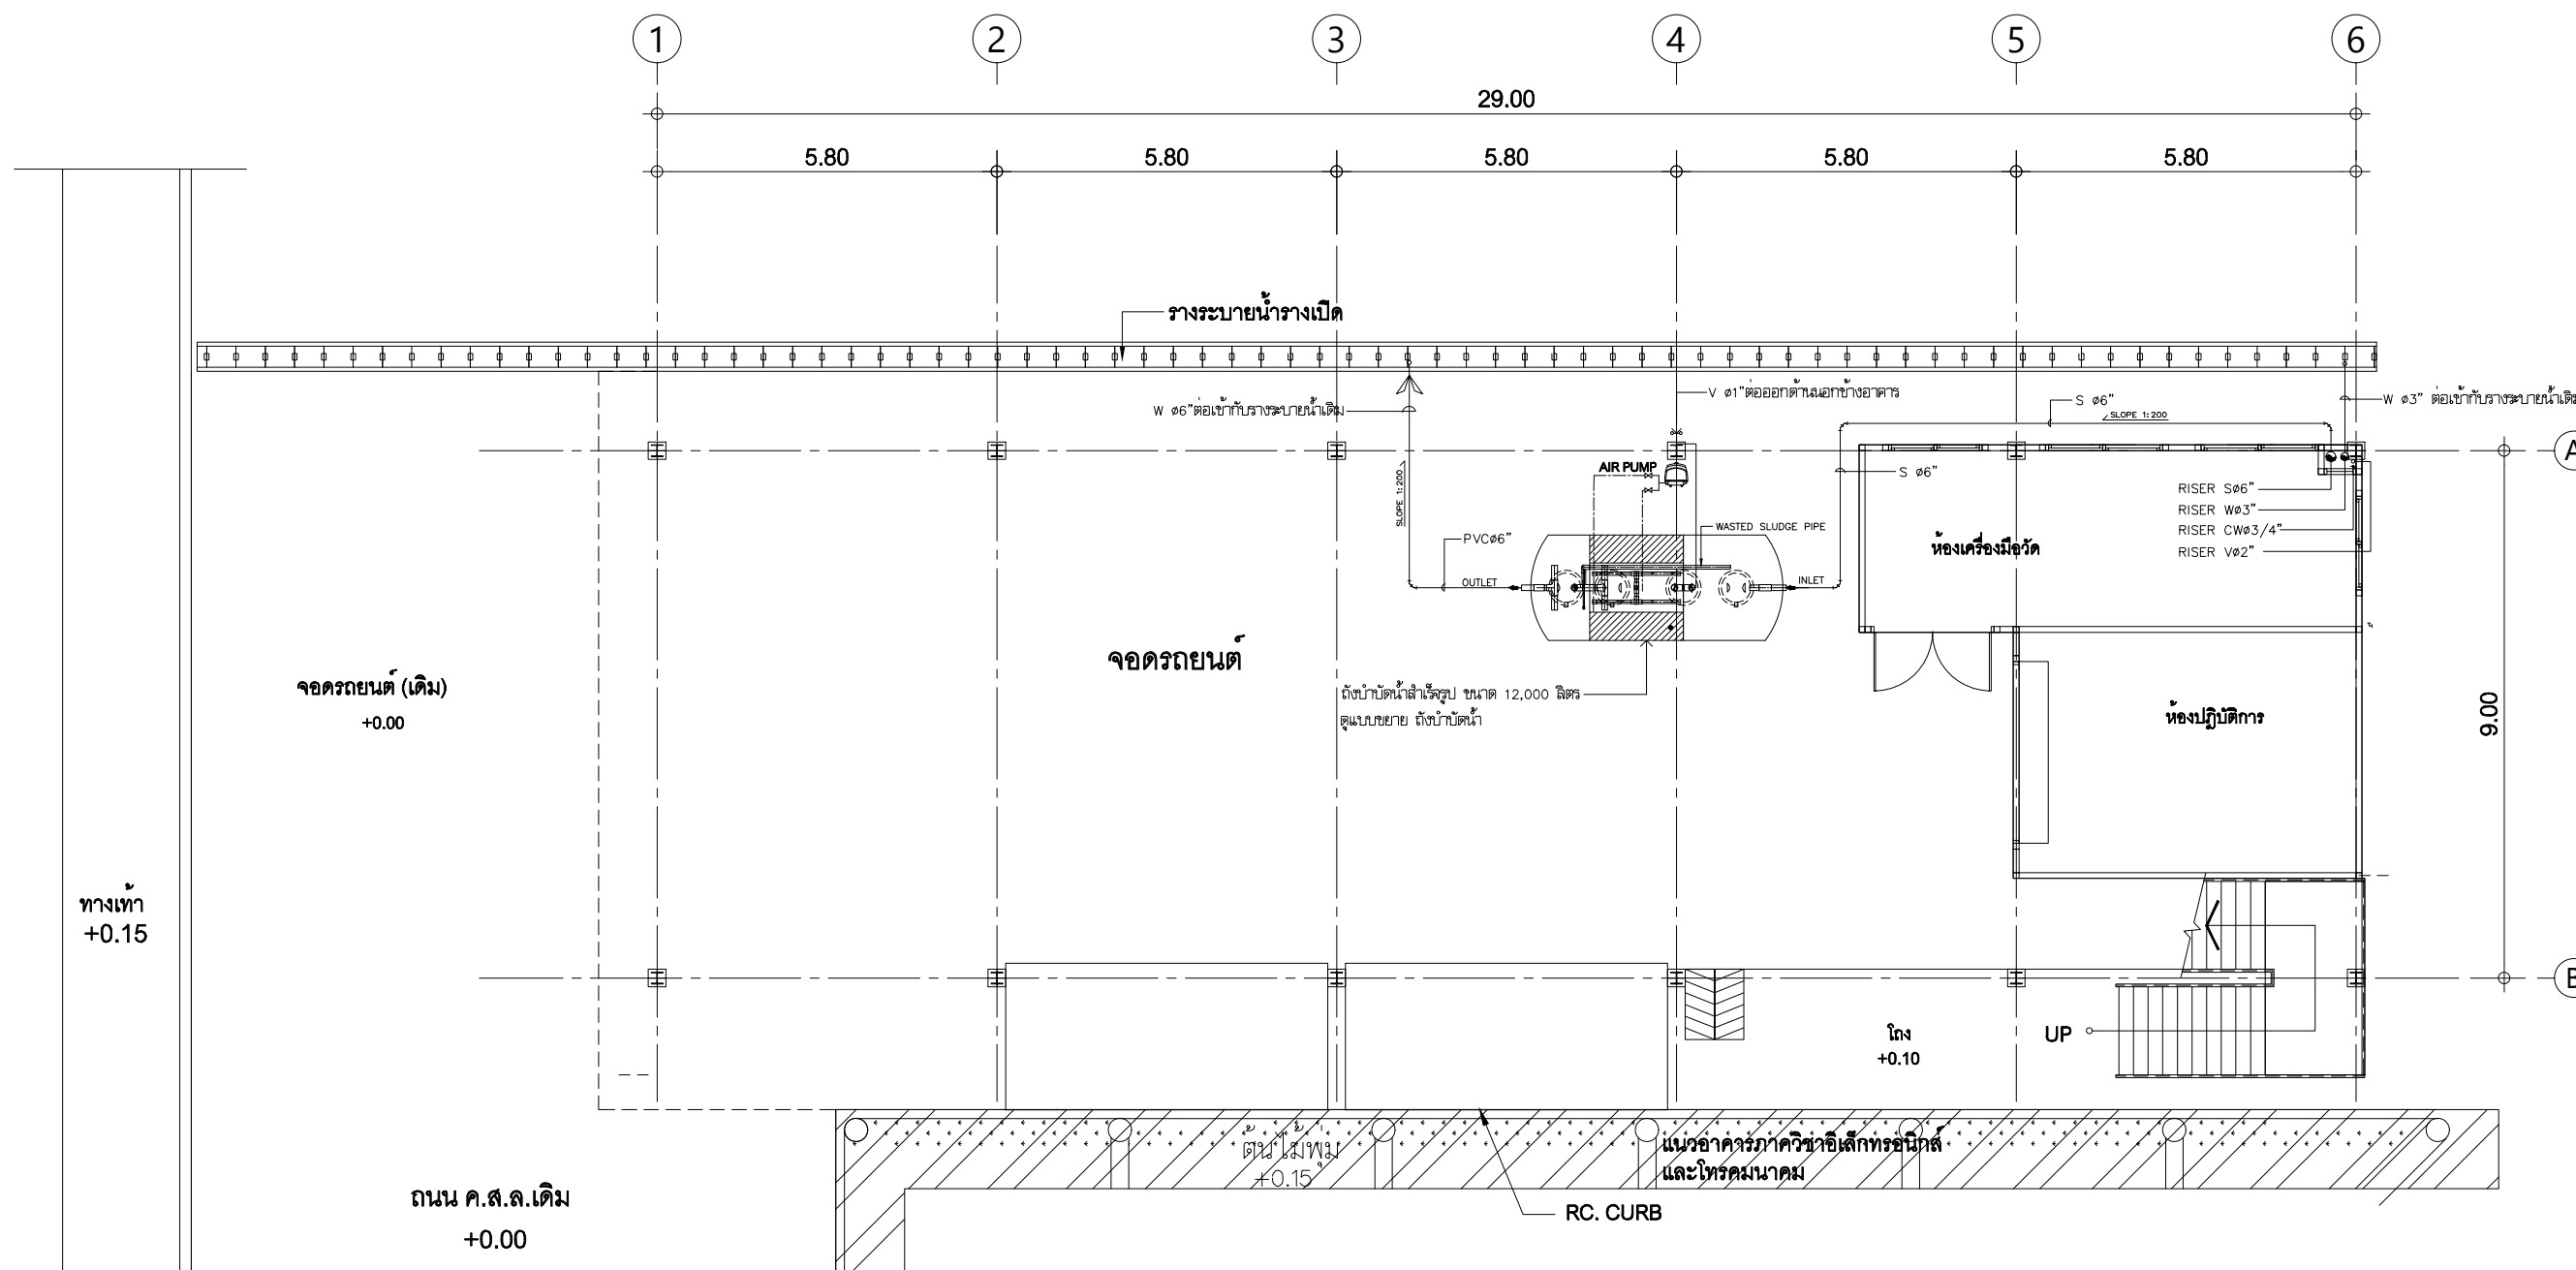 1 2 3 4 5 6
29.00
5.80 5.80 5.80 5.80 5.80
รางระบายน้ำรางเปิด
W ø6"ต่อเข้ากับรางระบายน้ำเดิม
V ø1"ต่อออกด้านนอกข้างอาคาร
S ø6"
SLOPE 1:200
W ø3" ต่อเข้ากับรางระบายน้ำเดิม
A
AIR PUMP
S ø6"
SLOPE 1:200
RISER Sø6"
RISER Wø3"
RISER CWø3/4"
RISER Vø2"
WASTED SLUDGE PIPE
PVCø6"
ห้องเครื่องมือวัด
OUTLET
INLET
จอดรถยนต์
จอดรถยนต์ (เดิม)
+0.00
ถังบำบัดน้ำสำเร็จรูป ขนาด 12,000 ลิตร
ดูแบบขยาย ถังบำบัดน้ำ
ห้องปฎิบัติการ
9.00
ทางเท้า
+0.15
B
โถง
+0.10
UP
ต้นไม้พุ่ม
+0.15
แนวอาคารภาควิชาอิเล็กทรอนิกส์
และโทรคมนาคม
ถนน ค.ส.ล.เดิม
+0.00
RC. CURB